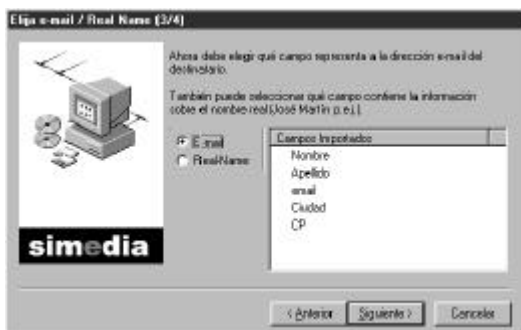 Elija e-mail / Real Name (3/4)
Ahora debe elegir qué campo representa a la dirección e-mail del
destinatario.
También puede seleccionar qué campo contiene la información
sobre el nombre real (José Martín p.ej.)
E-mail
Real-Name
Campos Importados
Nombre
Apellido
email
Ciudad
CP
simedia
< Anterior
Siguiente >
Cancelar